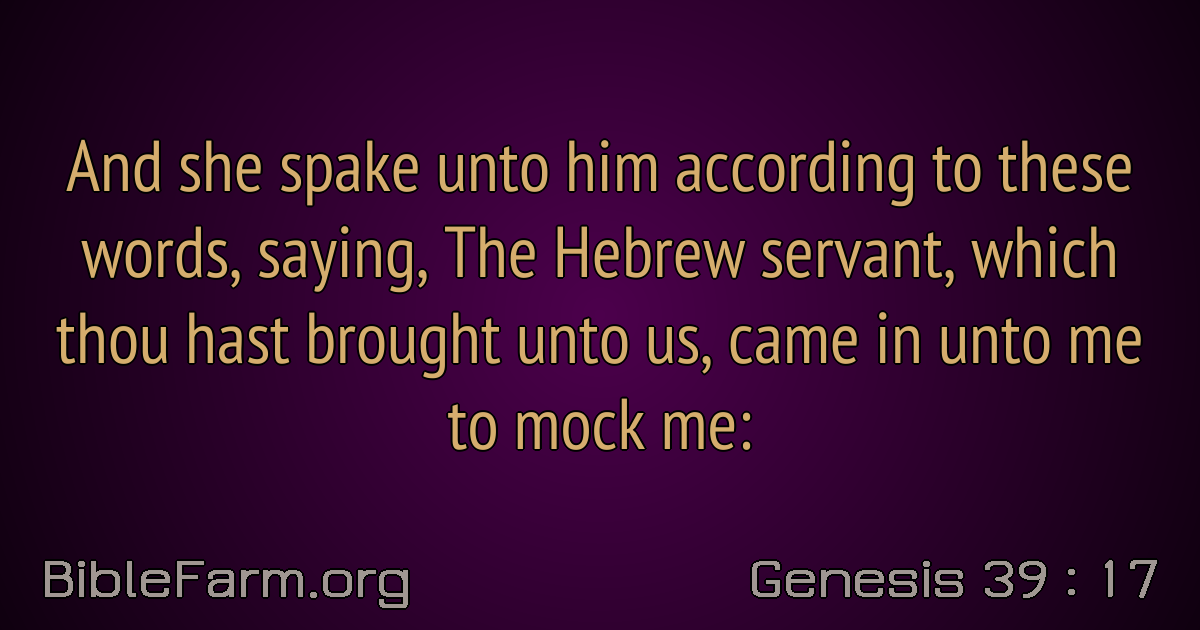 And she spake unto him according to these
words, saying, The Hebrew servant, which
thou hast brought unto us, came in unto me
to mock me:
BibleFarm.org
Genesis 39 : 17